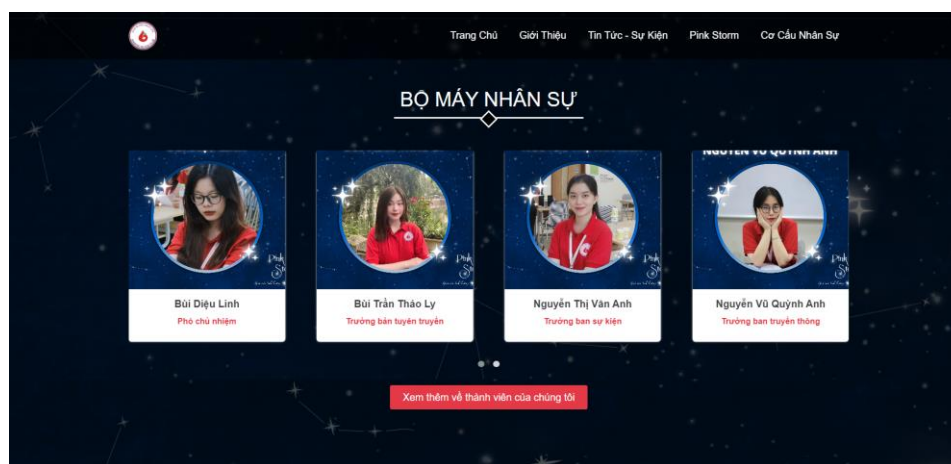 Trang Chủ Giới Thiệu Tin Tức - Sự Kiện Pink Storm Cơ Cấu Nhân Sự
BỘ MÁY NHÂN SỰ
NGUYỄN VŨ QUỲNH ANH
Bùi Diệu Linh
Phó chủ nhiệm
Bùi Trần Thảo Ly
Trưởng bán tuyên truyền
Nguyễn Thị Vân Anh
Trưởng ban sự kiện
Nguyễn Vũ Quỳnh Anh
Trưởng ban truyền thông
Xem thêm về thành viên của chúng tôi